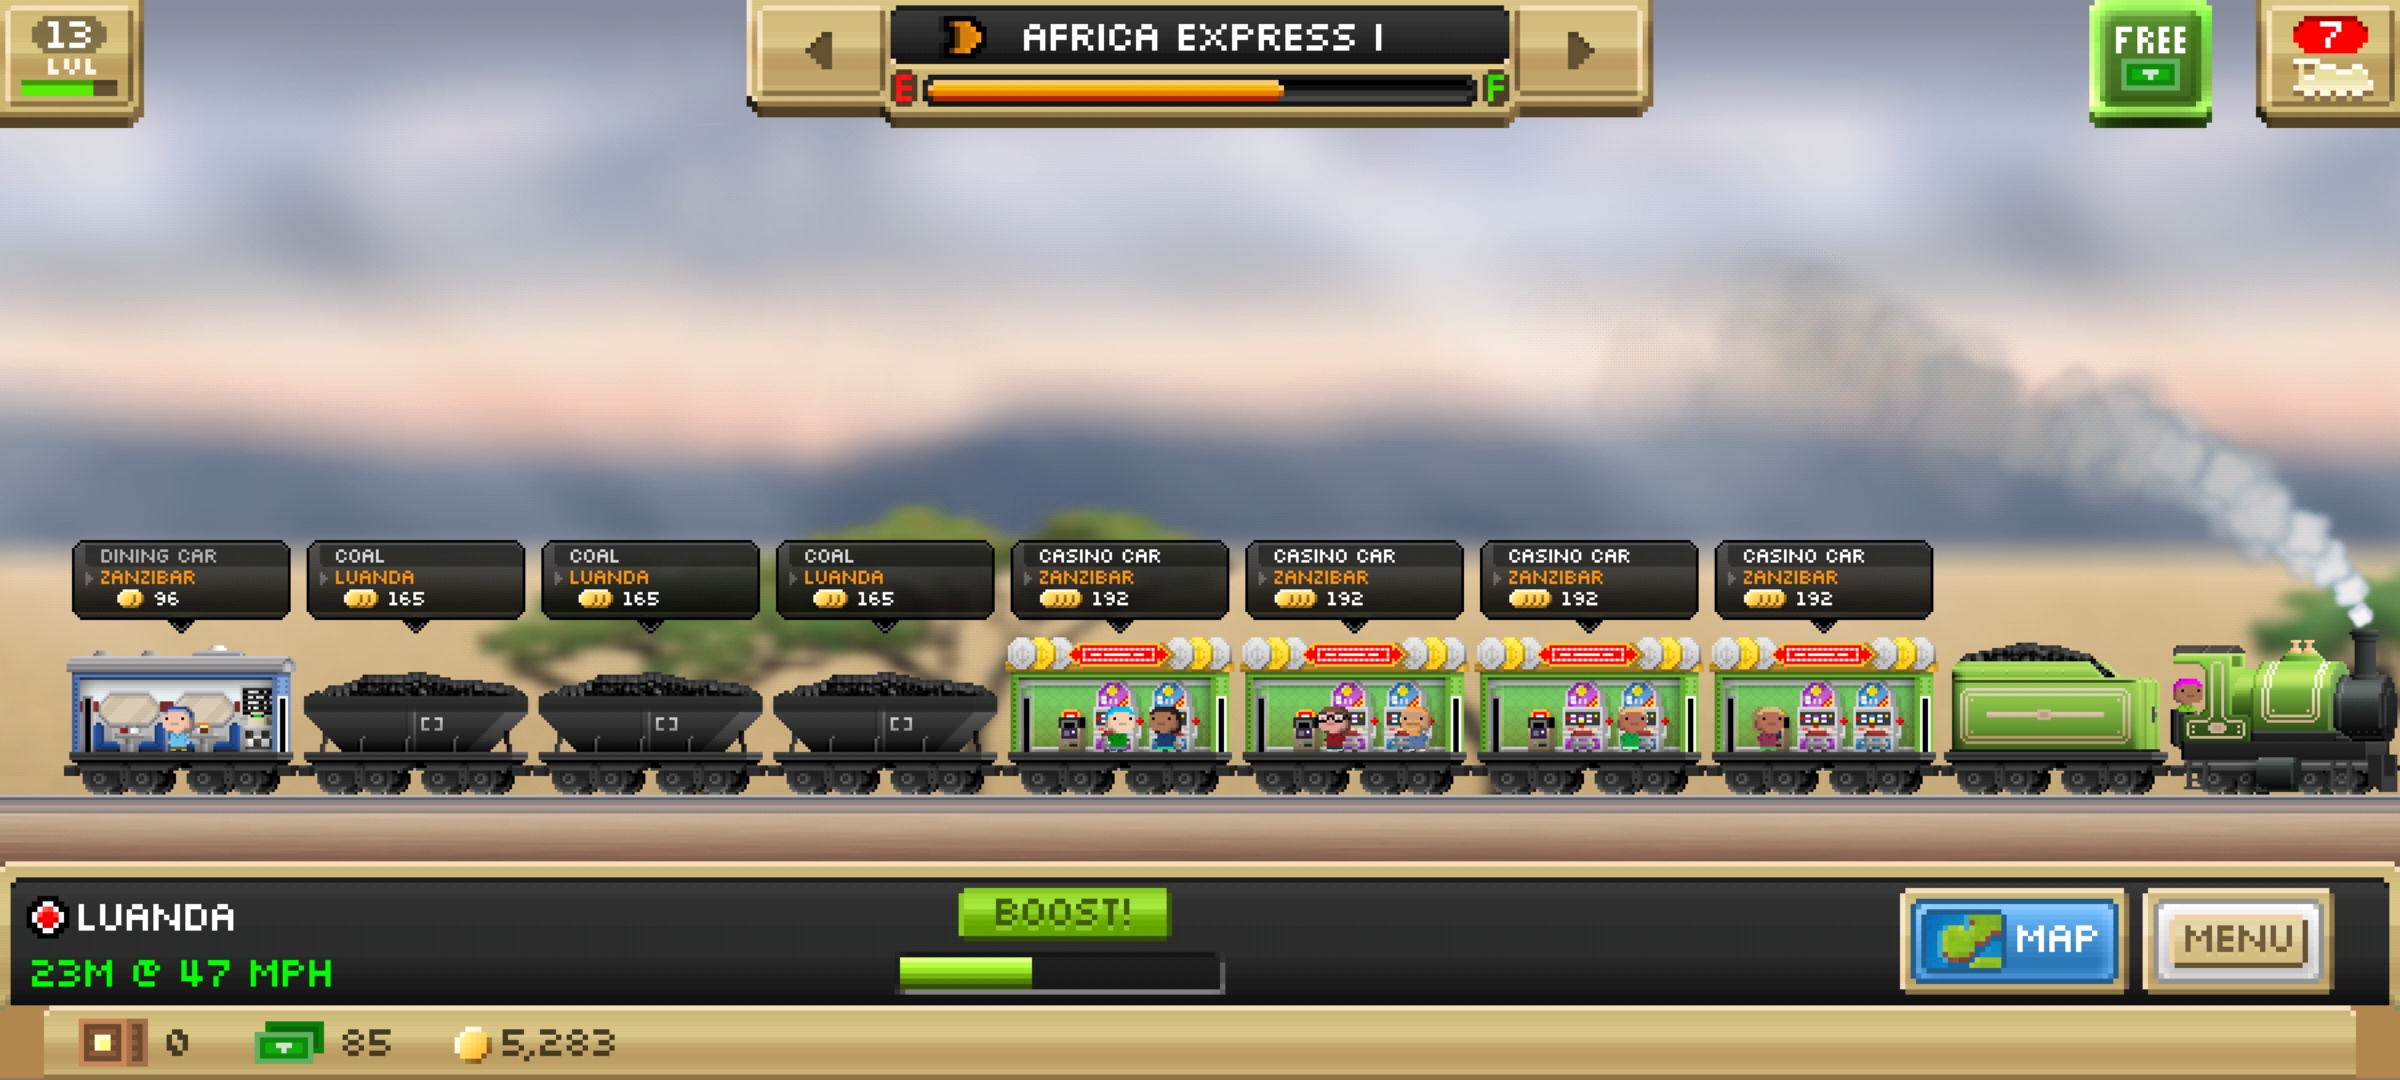 13
LVL
AFRICA EXPRESS I
E
F
FREE
7
DINING CAR
ZANZIBAR
96
COAL
LUANDA
165
COAL
LUANDA
165
COAL
LUANDA
165
CASINO CAR
ZANZIBAR
192
CASINO CAR
ZANZIBAR
192
CASINO CAR
ZANZIBAR
192
CASINO CAR
ZANZIBAR
192
LUANDA
23M @ 47 MPH
BOOST!
MAP
MENU
0
85
5,283